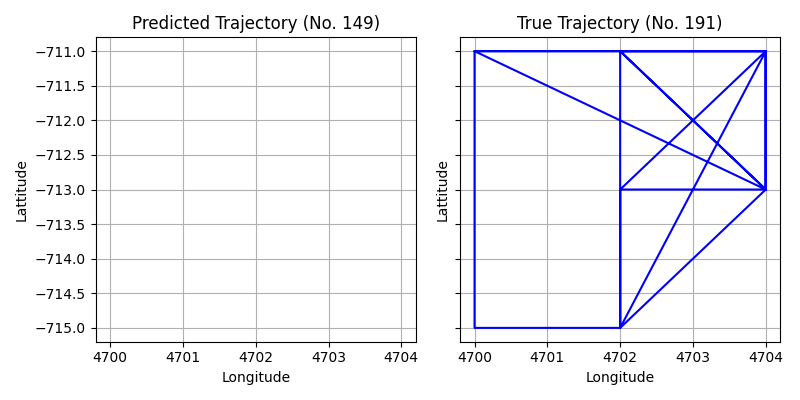 Predicted Trajectory (No. 149)
True Trajectory (No. 191)
Lattitude
−711.0
−711.5
−712.0
−712.5
−713.0
−713.5
−714.0
−714.5
−715.0
4700 4701 4702 4703 4704
Longitude
Lattitude
4700 4701 4702 4703 4704
Longitude